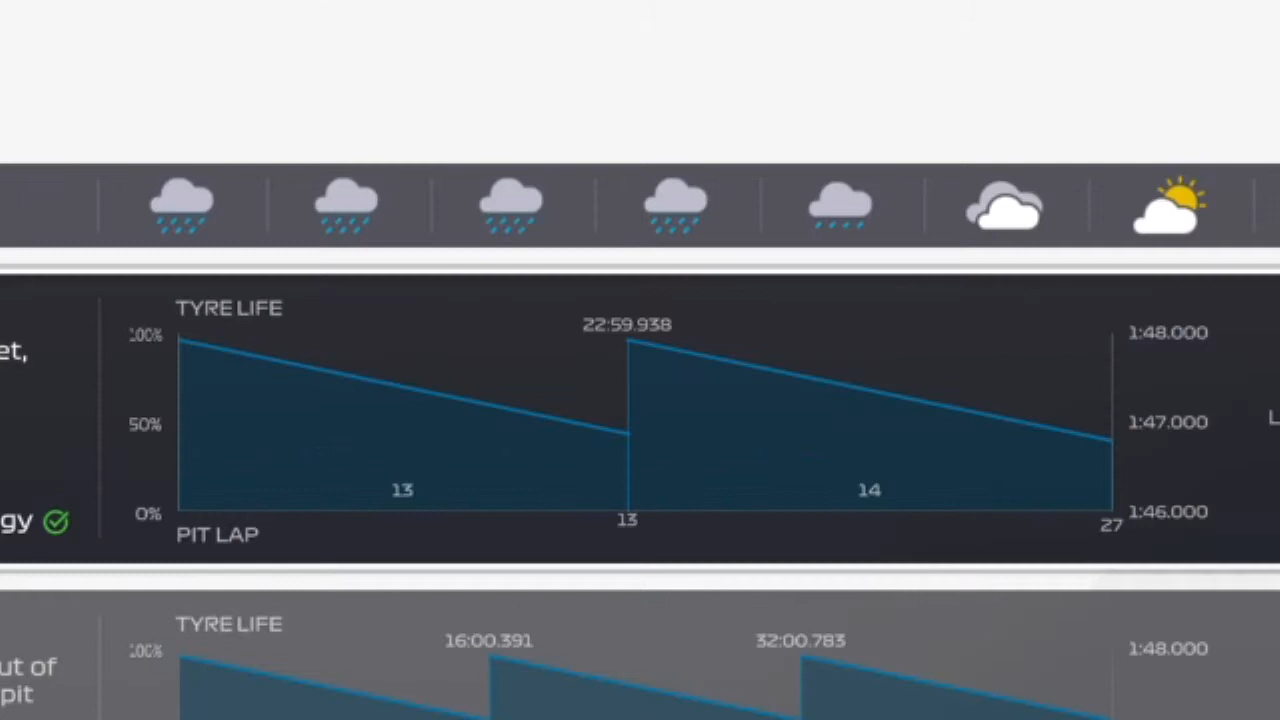 TYRE LIFE
22:59.938
100%
1:48.000
et,
50%
1:47.000
L
13
14
0%
1:46.000
gy
13
27
PIT LAP
TYRE LIFE
16:00.391
32:00.783
100%
1:48.000
ut of
pit